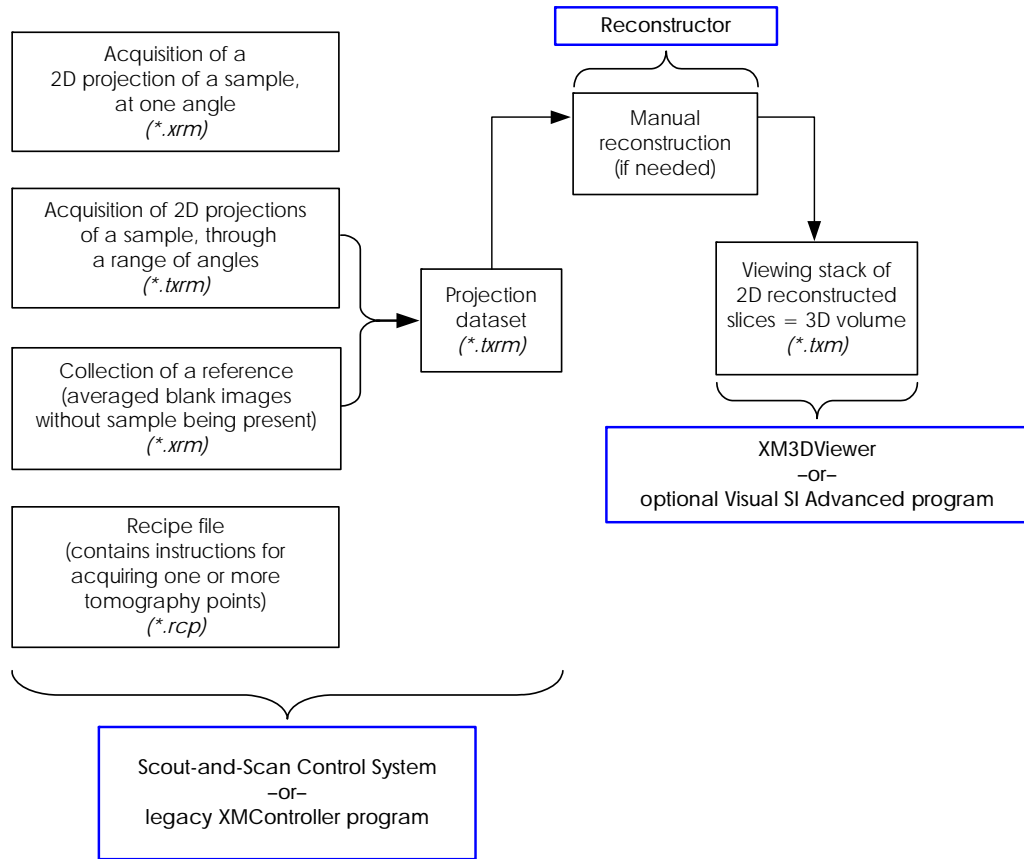 Reconstructor
Acquisition of a
2D projection of a sample,
at one angle
(*.xrm)
Manual
reconstruction
(if needed)
Acquisition of 2D projections
of a sample, through
a range of angles
(*.txrm)
Projection
dataset
(*.txrm)
Viewing stack of
2D reconstructed
slices = 3D volume
(*.txm)
Collection of a reference
(averaged blank images
without sample being present)
(*.xrm)
XM3DViewer
–or–
optional Visual SI Advanced program
Recipe file
(contains instructions for
acquiring one or more
tomography points)
(*.rcp)
Scout-and-Scan Control System
–or–
legacy XMController program